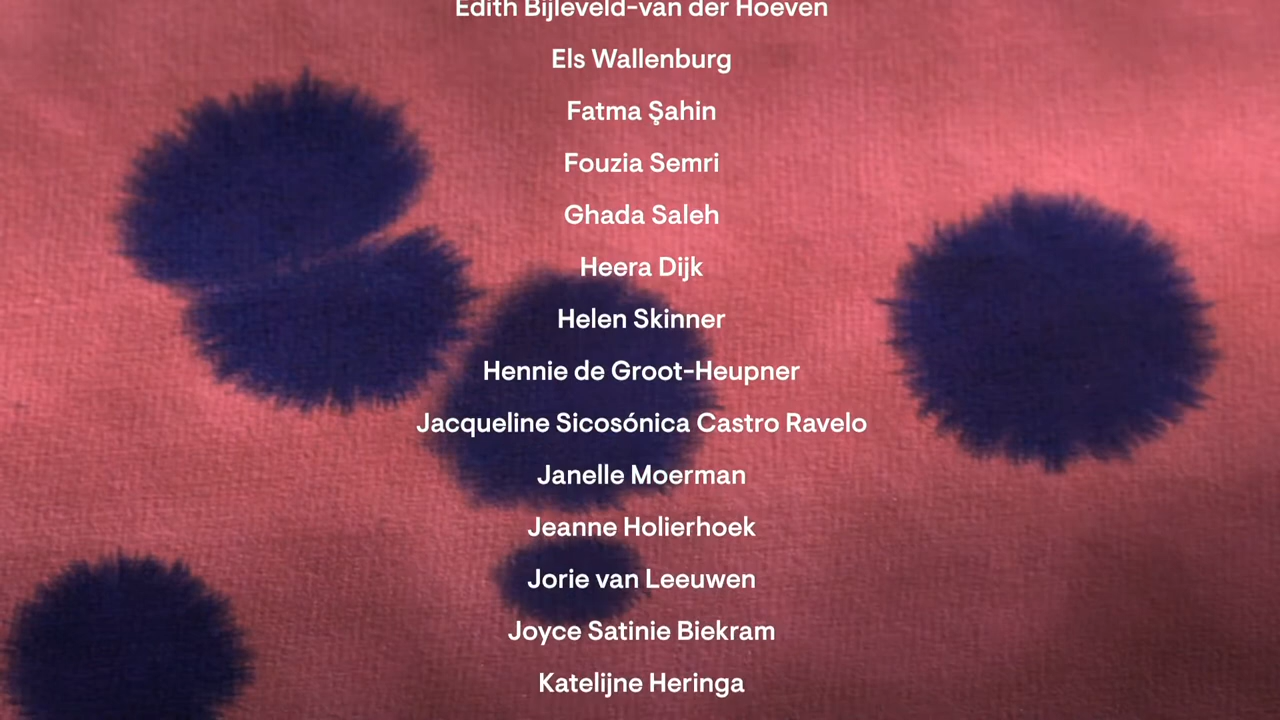 Edith Bijleveld-van der Hoeven
Els Wallenburg
Fatma Şahin
Fouzia Semri
Ghada Saleh
Heera Dijk
Helen Skinner
Hennie de Groot-Heupner
Jacqueline Sicosónica Castro Ravelo
Janelle Moerman
Jeanne Holierhoek
Jorie van Leeuwen
Joyce Satinie Biekram
Katelijne Heringa